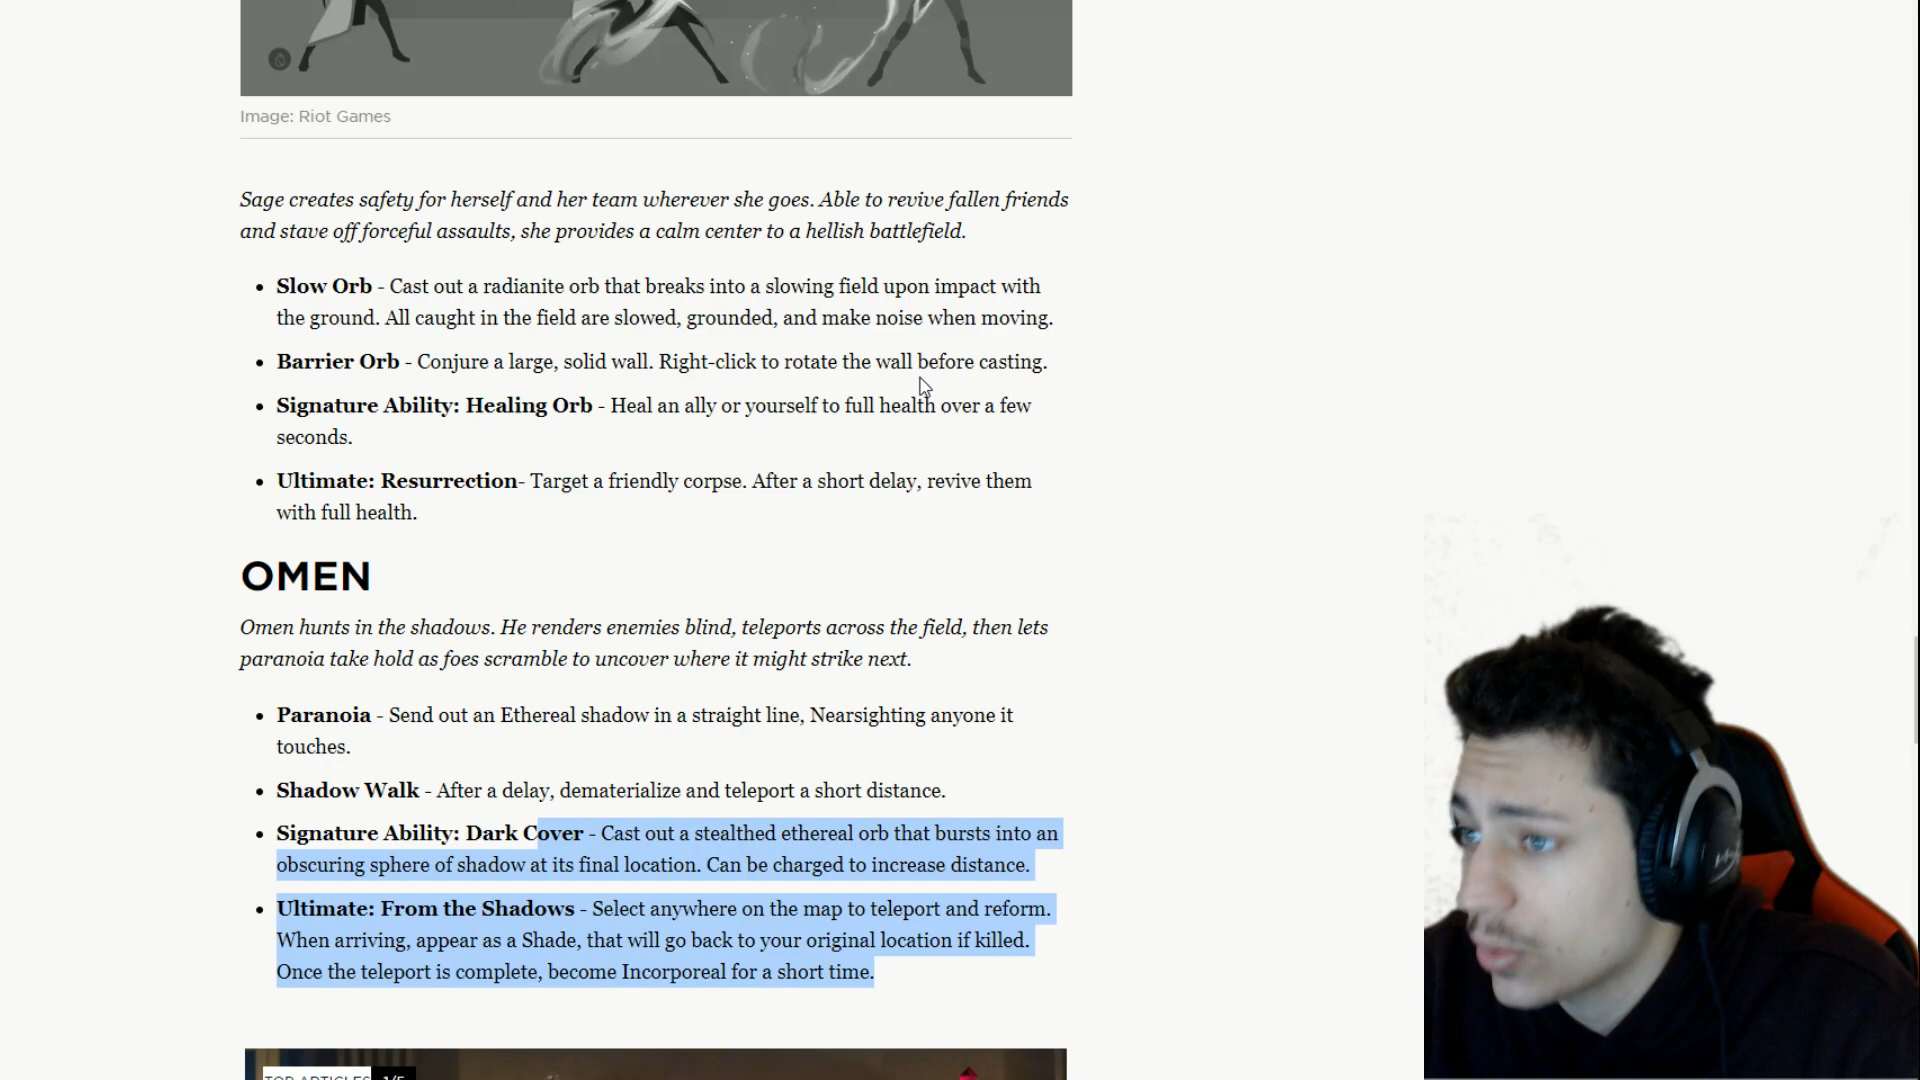 Image: Riot Games
Sage creates safety for herself and her team wherever she goes. Able to revive fallen friends
and stave off forceful assaults, she provides a calm center to a hellish battlefield.
• Slow Orb - Cast out a radianite orb that breaks into a slowing field upon impact with
the ground. All caught in the field are slowed, grounded, and make noise when moving.
• Barrier Orb - Conjure a large, solid wall. Right-click to rotate the wall before casting.
• Signature Ability: Healing Orb - Heal an ally or yourself to full health over a few
seconds.
• Ultimate: Resurrection- Target a friendly corpse. After a short delay, revive them
with full health.
OMEN
Omen hunts in the shadows. He renders enemies blind, teleports across the field, then lets
paranoia take hold as foes scramble to uncover where it might strike next.
• Paranoia - Send out an Ethereal shadow in a straight line, Nearsighting anyone it
touches.
• Shadow Walk - After a delay, dematerialize and teleport a short distance.
• Signature Ability: Dark Cover - Cast out a stealthed ethereal orb that bursts into an
obscuring sphere of shadow at its final location. Can be charged to increase distance.
• Ultimate: From the Shadows - Select anywhere on the map to teleport and reform.
When arriving, appear as a Shade, that will go back to your original location if killed.
Once the teleport is complete, become Incorporeal for a short time.
TOP ARTICLES 1/5